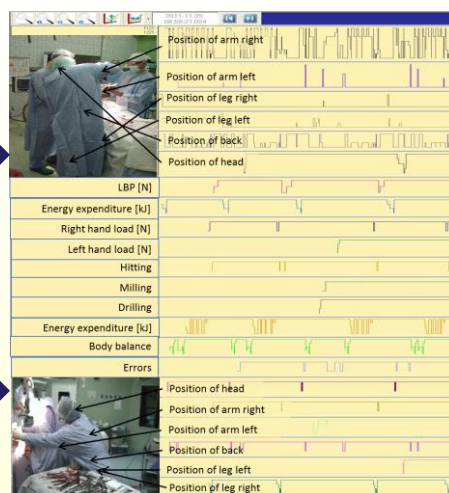 Position of arm right
Position of arm left
Position of leg right
Position of leg left
Position of back
Position of head
LBP [N]
Energy expenditure [kJ]
Right hand load [N]
Left hand load [N]
Hitting
Milling
Drilling
Energy expenditure [kJ]
Body balance
Errors
Position of head
Position of arm right
Position of arm left
Position of back
Position of leg left
Position of leg right